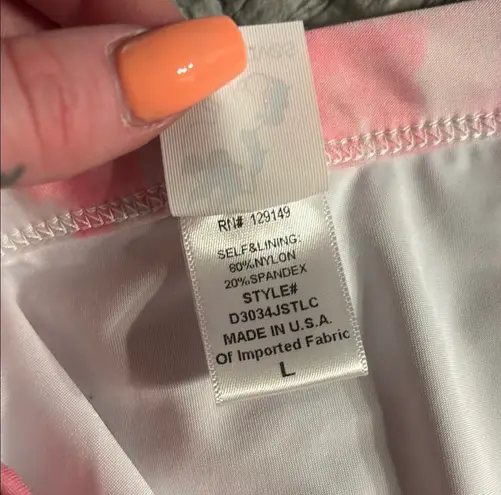 RN# 129149
SELF&LINING:
80%NYLON
20%SPANDEX
STYLE#
D3034JSTLC
MADE IN U.S.A.
Of Imported Fabric
L